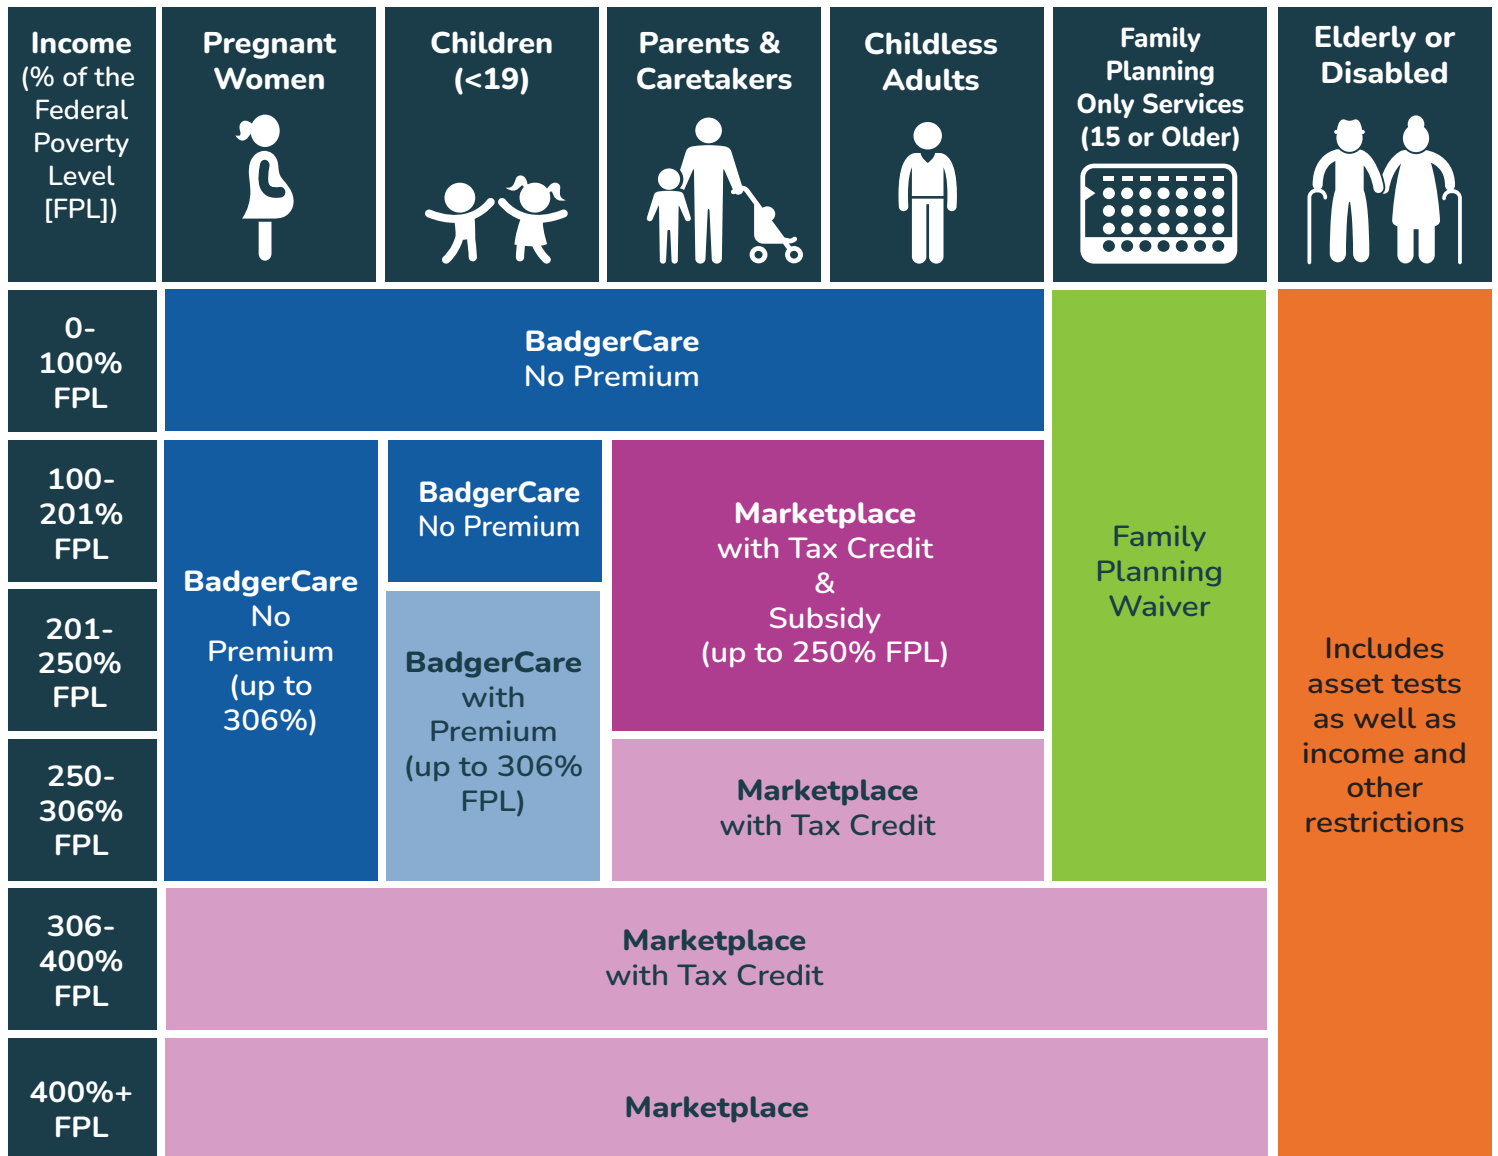 Income
(% of the
Federal
Poverty
Level
[FPL])
Pregnant
Women
Children
(<19)
Parents &
Caretakers
Childless
Adults
Family
Planning
Only Services
(15 or Older)
Elderly or
Disabled
0-
100%
FPL
BadgerCare
No Premium
100-
201%
FPL
201-
250%
FPL
250-
306%
FPL
BadgerCare
No
Premium
(up to
306%)
BadgerCare
No Premium
BadgerCare
with
Premium
(up to 306%
FPL)
Marketplace
with Tax Credit
&
Subsidy
(up to 250% FPL)
Marketplace
with Tax Credit
Family
Planning
Waiver
Includes
asset tests
as well as
income and
other
restrictions
306-
400%
FPL
Marketplace
with Tax Credit
400%+
FPL
Marketplace